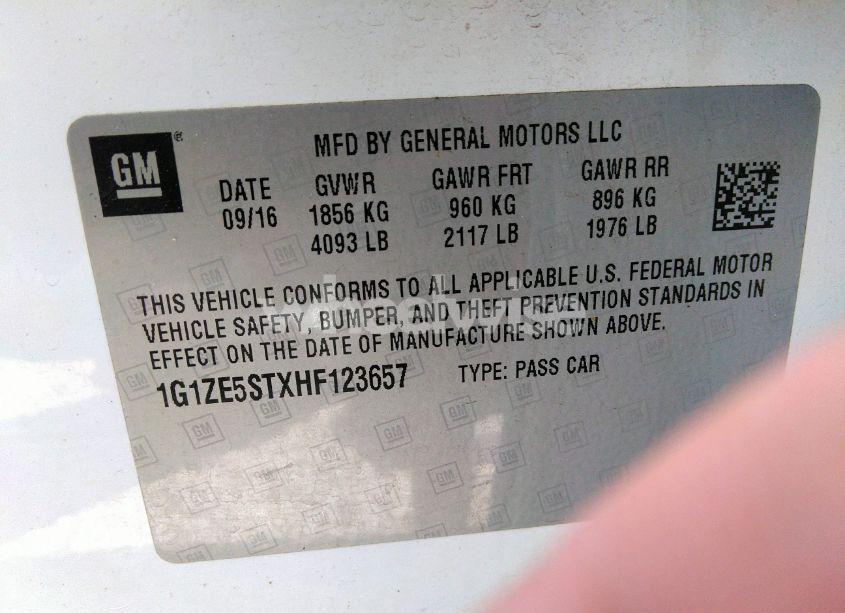 GM®
MFD BY GENERAL MOTORS LLC
DATE GVWR GAWR FRT GAWR RR
09/16 1856 KG 960 KG 896 KG
4093 LB 2117 LB 1976 LB
THIS VEHICLE CONFORMS TO ALL APPLICABLE U.S. FEDERAL MOTOR
VEHICLE SAFETY, BUMPER, AND THEFT PREVENTION STANDARDS IN
EFFECT ON THE DATE OF MANUFACTURE SHOWN ABOVE.
1G1ZE5STXHF123657 TYPE: PASS CAR